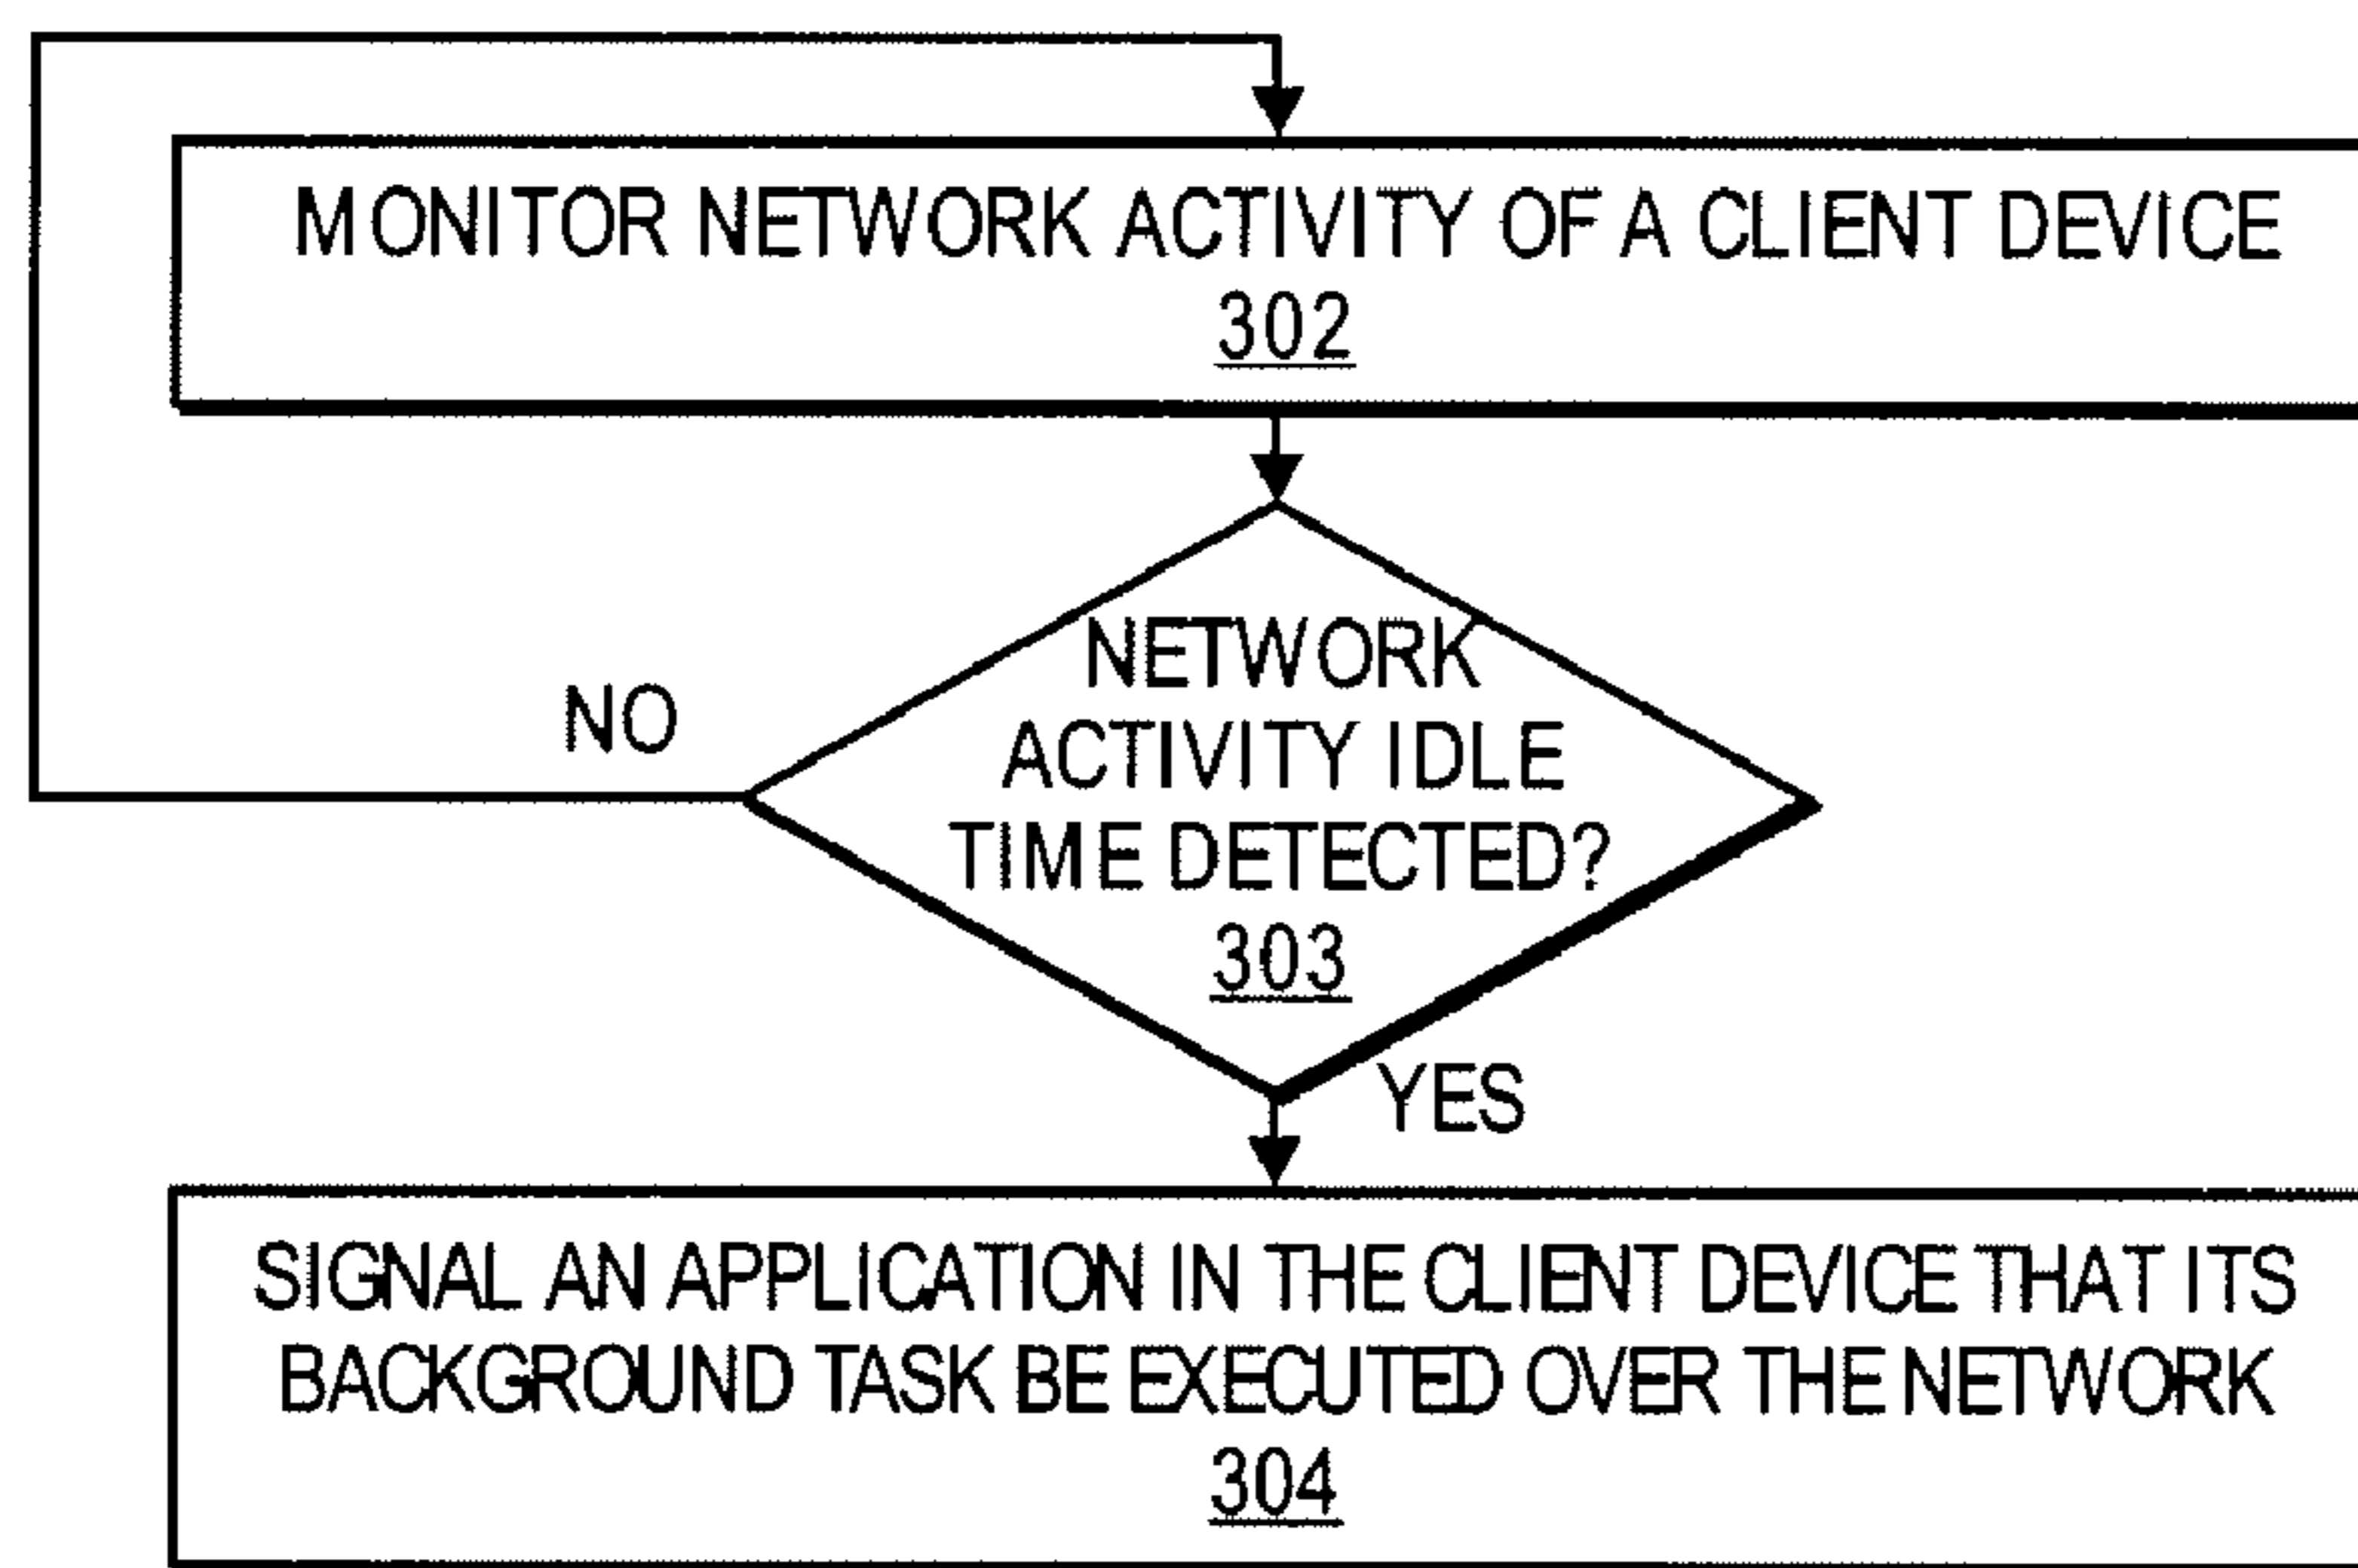 MONITOR NETWORK ACTIVITY OF A CLIENT DEVICE
302
NETWORK
ACTIVITY IDLE
TIME DETECTED?
303
NO
YES
SIGNAL AN APPLICATION IN THE CLIENT DEVICE THAT ITS
BACKGROUND TASK BE EXECUTED OVER THE NETWORK
304